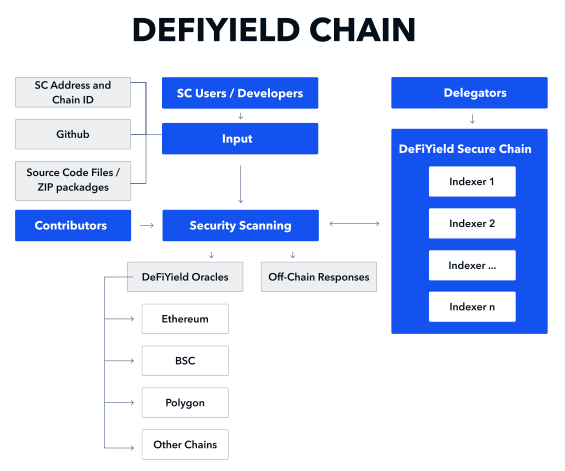 DEFIYIELD CHAIN
SC Address and
Chain ID
SC Users / Developers
Delegators
Github
Input
DeFiYield Secure Chain
Source Code Files /
ZIP packadges
Indexer 1
Contributors
Security Scanning
Indexer 2
Indexer ...
Indexer n
DeFiYield Oracles
Off-Chain Responses
Ethereum
BSC
Polygon
Other Chains